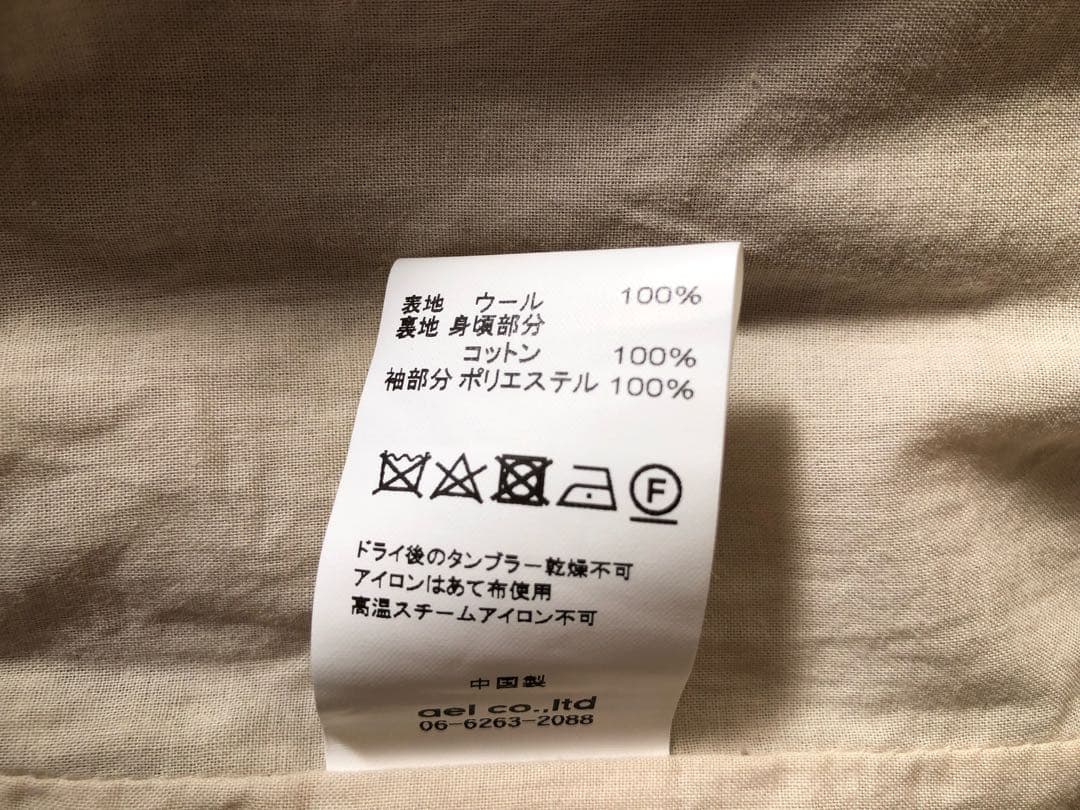 表地 ウール 100%
裏地 身頃部分
コットン 100%
袖部分 ポリエステル 100%
F
ドライ後のタンブラー乾燥不可
アイロンはあて布使用
高温スチームアイロン不可
中国製
ael co.,ltd
06-6263-2088